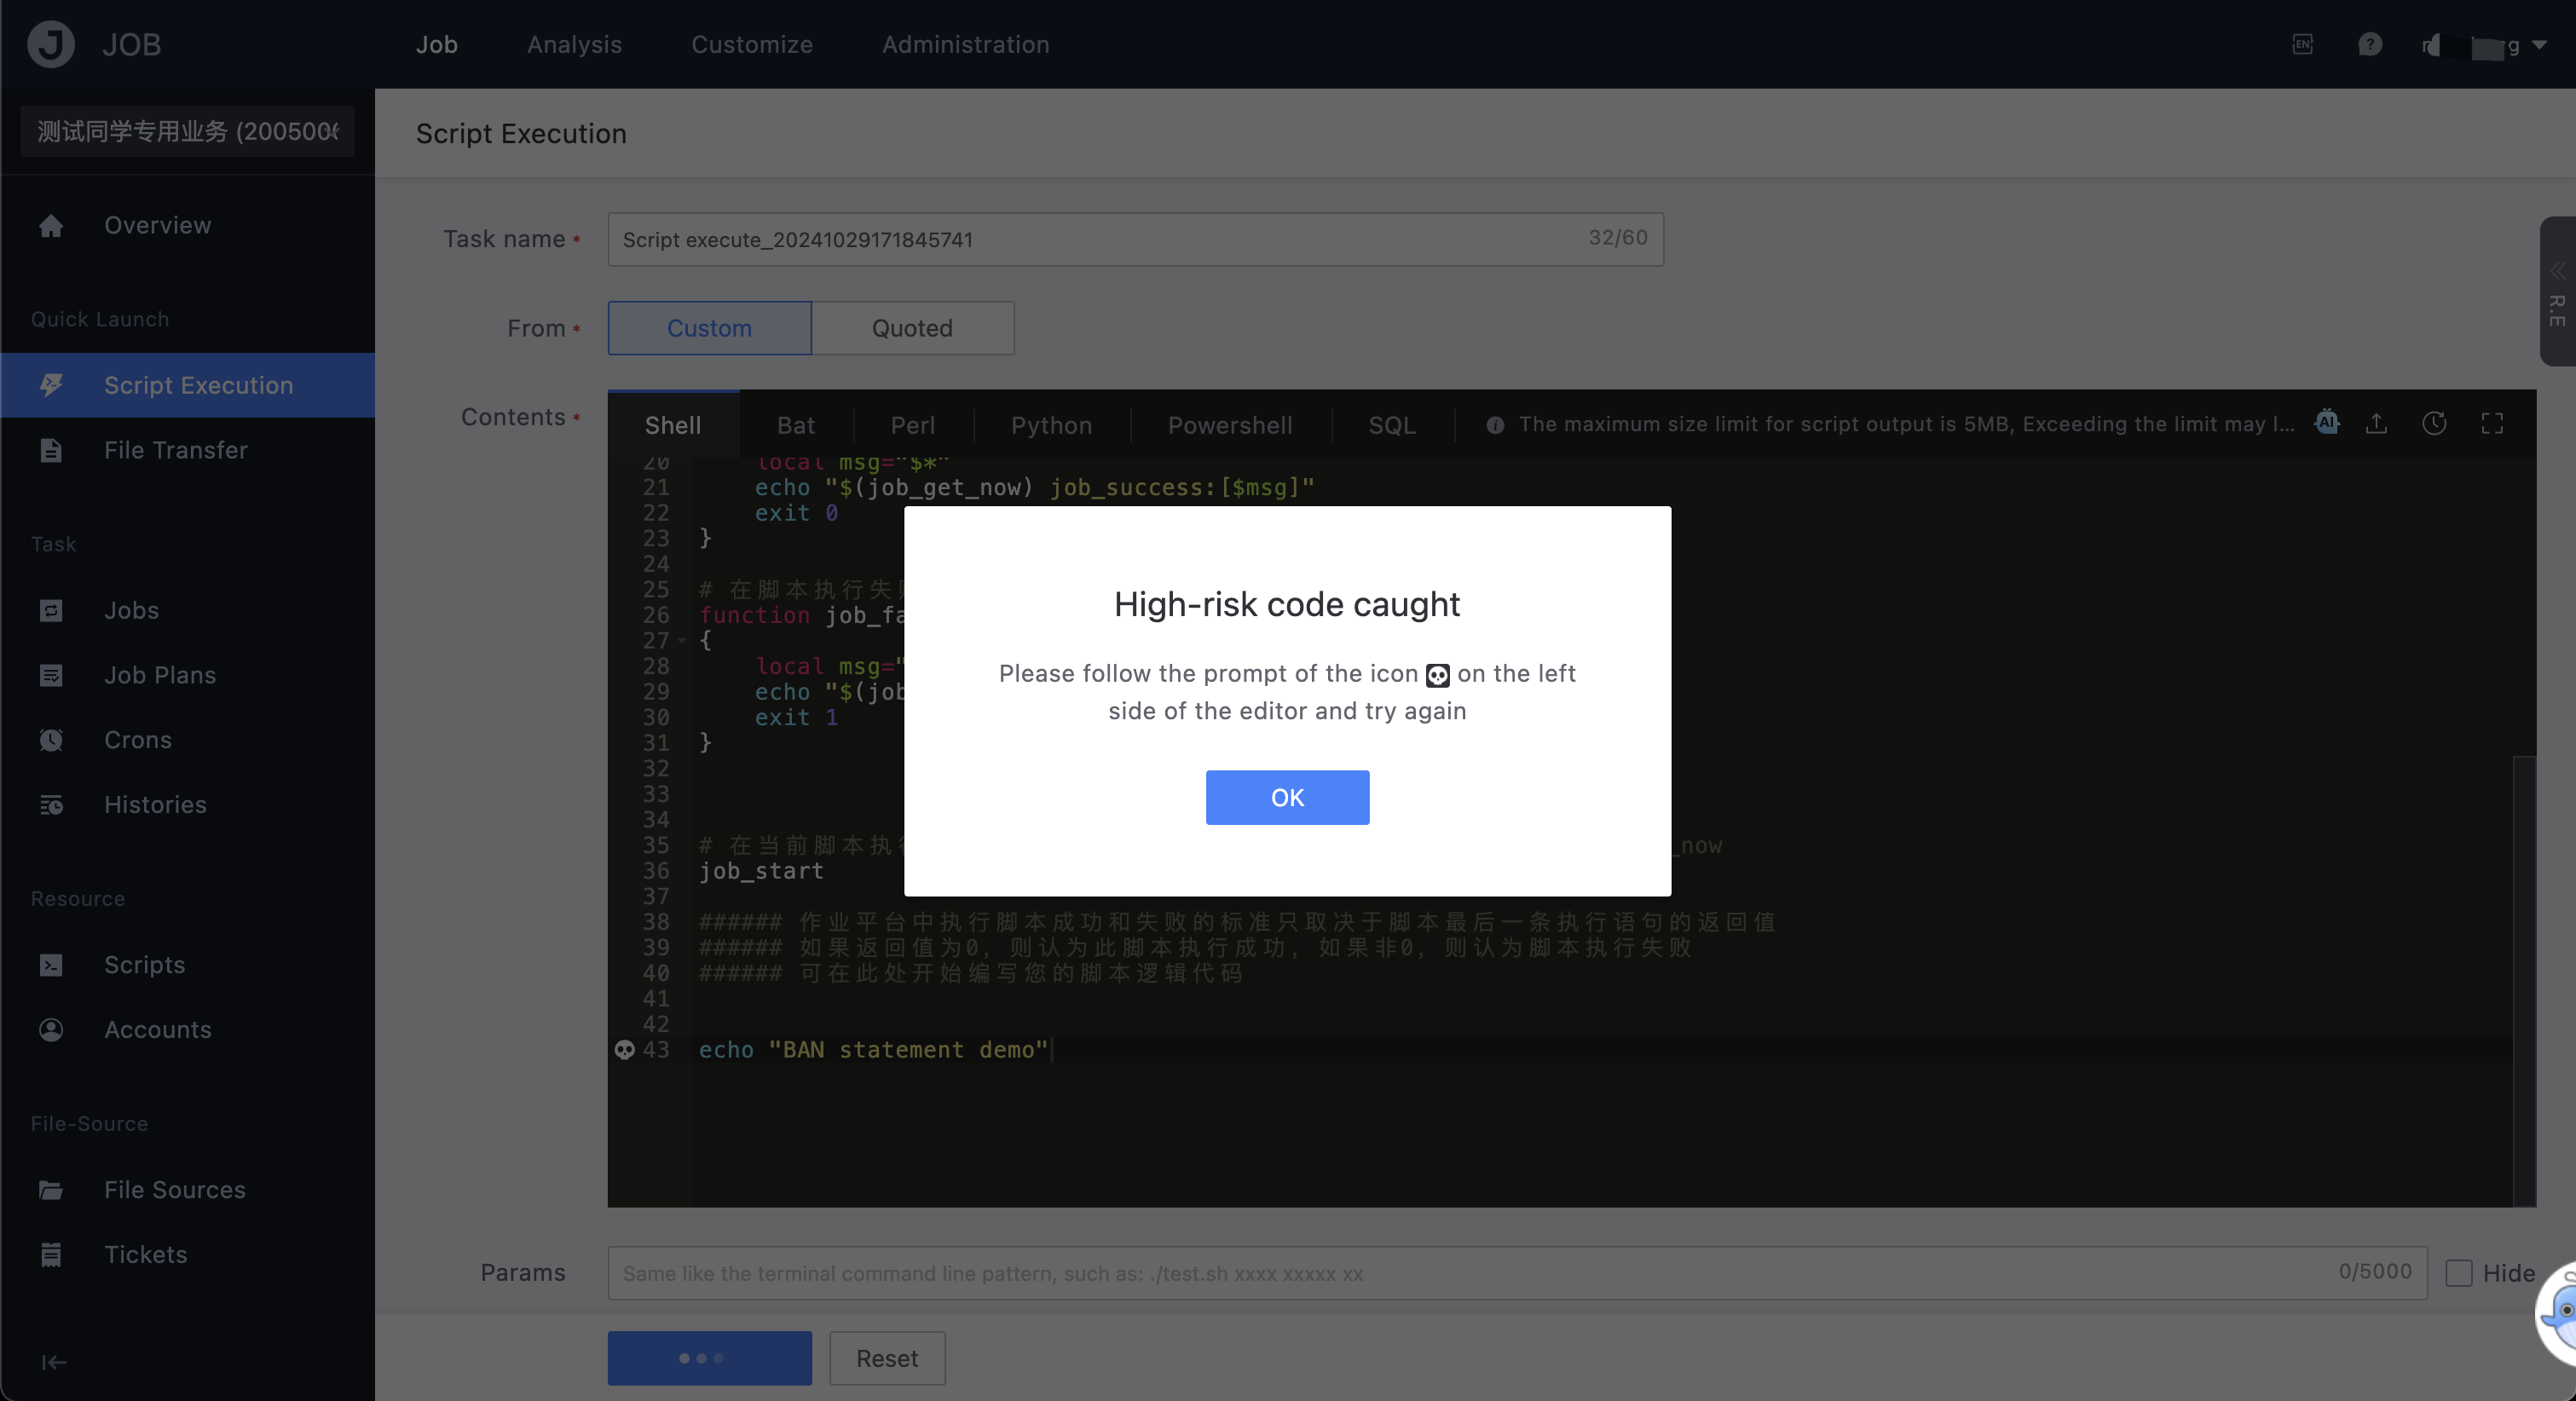 JOB
Job Analysis Customize Administration
EN
测试同学专用业务 (200500
Script Execution
Overview
Quick Launch
Script Execution
File Transfer
Task
Jobs
Job Plans
Crons
Histories
Resource
Scripts
Accounts
File-Source
File Sources
Tickets
Task name * Script execute_20241029171845741 32/60
From * Custom Quoted
Contents * Shell Bat Perl Python Powershell SQL The maximum size limit for script output is 5MB, Exceeding the limit may l... AI
20 local msg="$*"
21 echo "$(job_get_now) job_success:[$msg]"
22 exit 0
23 }
24
25 # 在脚本执行失
26 function job_fa
27 {
28 local msg="
29 echo "$(job
30 exit 1
31 }
32
33
34
35 # 在当前脚本执行 _now
36 job_start
37
38 ###### 作业平台中执行脚本成功和失败的标准只取决于脚本最后一条执行语句的返回值
39 ###### 如果返回值为0，则认为此脚本执行成功，如果非0，则认为脚本执行失败
40 ###### 可在此处开始编写您的脚本逻辑代码
41
42
43 echo "BAN statement demo"
High-risk code caught
Please follow the prompt of the icon on the left
side of the editor and try again
OK
R.E
Params Same like the terminal command line pattern, such as: ./test.sh xxxx xxxxx xx 0/5000 Hide
Reset